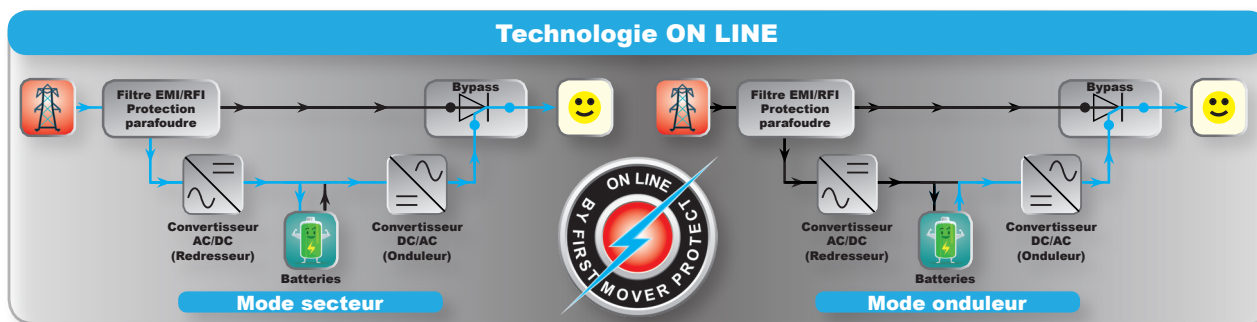 Technologie ON LINE
Filtre EMI/RFI
Protection
parafoudre
Bypass
Convertisseur
AC/DC
(Redresseur)
Batteries
Convertisseur
DC/AC
(Onduleur)
Mode secteur
ON LINE
BY FIRST MOVER PROTECT
Filtre EMI/RFI
Protection
parafoudre
Bypass
Convertisseur
AC/DC
(Redresseur)
Batteries
Convertisseur
DC/AC
(Onduleur)
Mode onduleur